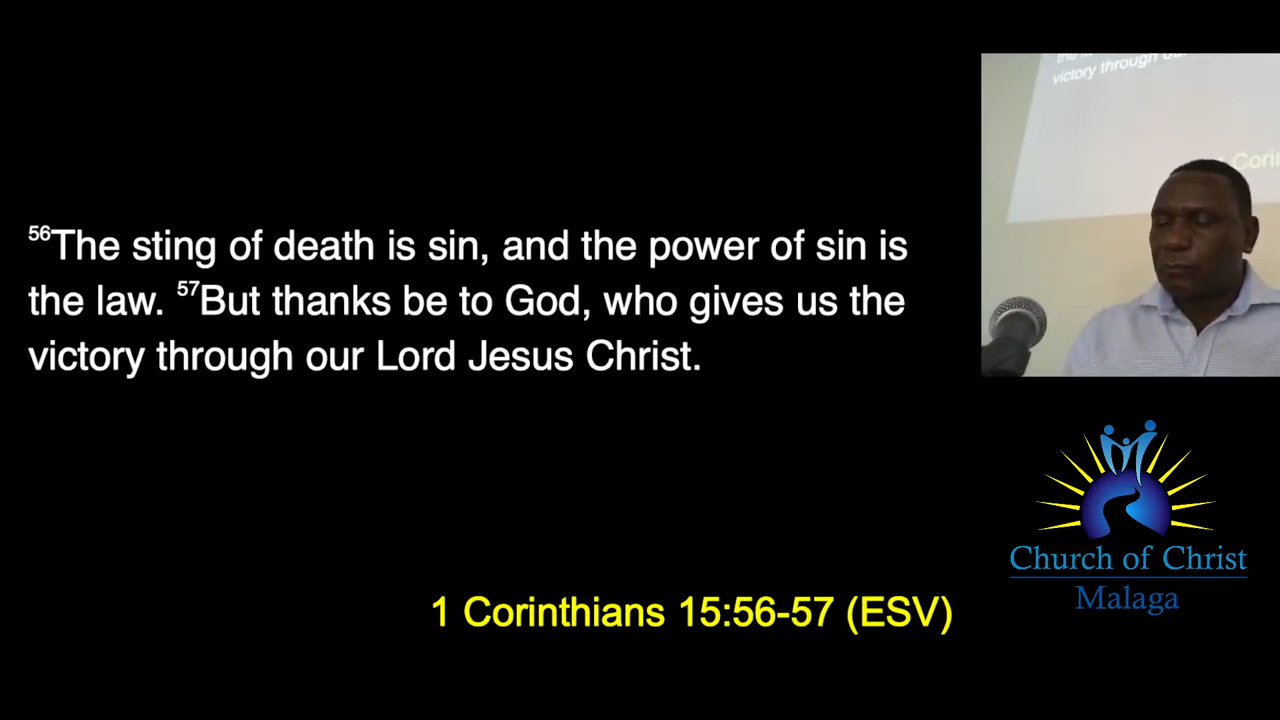 ⁵⁶The sting of death is sin, and the power of sin is
the law. ⁵⁷But thanks be to God, who gives us the
victory through our Lord Jesus Christ.
1 Corinthians 15:56-57 (ESV)
victory through
Church of Christ
Malaga